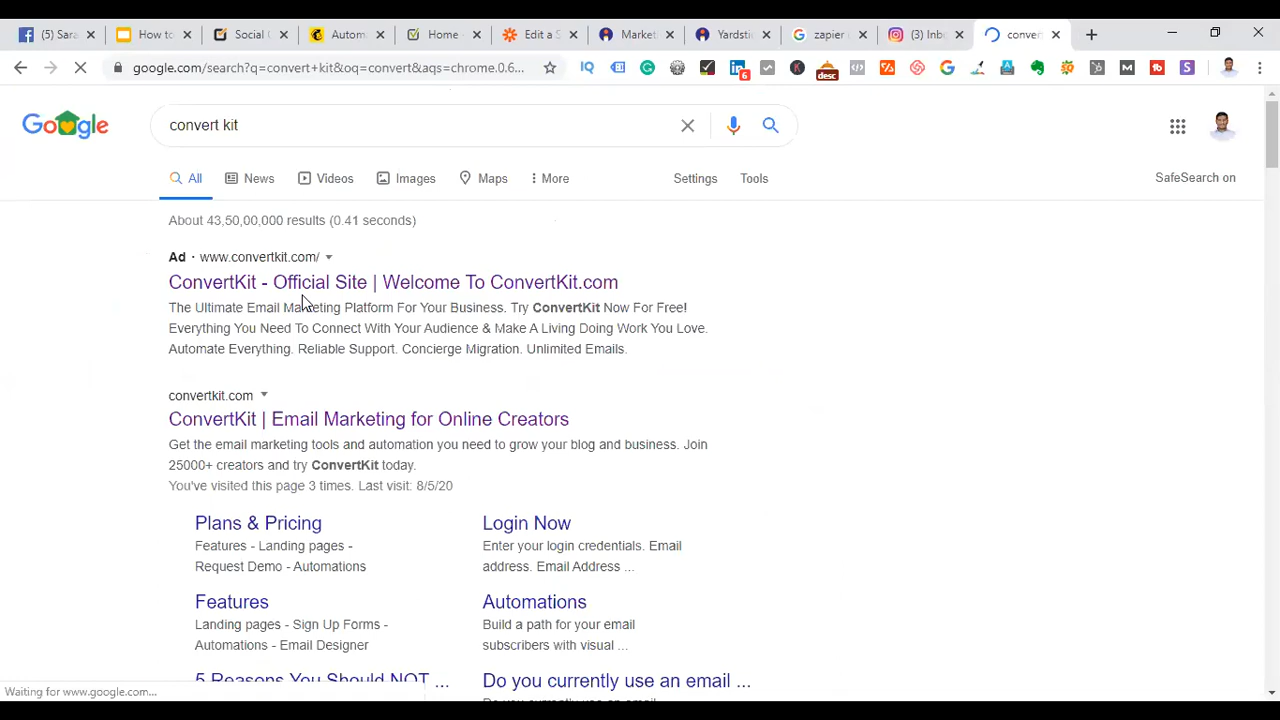 (5) Sara
How to
Social
Autom
Home -
Edit a S
Market
Yardsti
zapier
(3) Inb
conver
google.com/search?q=convert+kit&oq=convert&aqs=chrome.0.6...
6
desc
Google
convert kit
All
News
Videos
Images
Maps
More
Settings
Tools
SafeSearch on
About 43,50,00,000 results (0.41 seconds)
Ad · www.convertkit.com/
ConvertKit - Official Site | Welcome To ConvertKit.com
The Ultimate Email Marketing Platform For Your Business. Try ConvertKit Now For Free!
Everything You Need To Connect With Your Audience & Make A Living Doing Work You Love.
Automate Everything. Reliable Support. Concierge Migration. Unlimited Emails.
convertkit.com
ConvertKit | Email Marketing for Online Creators
Get the email marketing tools and automation you need to grow your blog and business. Join
25000+ creators and try ConvertKit today.
You've visited this page 3 times. Last visit: 8/5/20
Plans & Pricing
Features - Landing pages -
Request Demo - Automations
Login Now
Enter your login credentials. Email
address. Email Address ...
Features
Landing pages - Sign Up Forms -
Automations - Email Designer
Automations
Build a path for your email
subscribers with visual ...
5 Reasons You Should NOT ...
Do you currently use an email ...
Waiting for www.google.com...